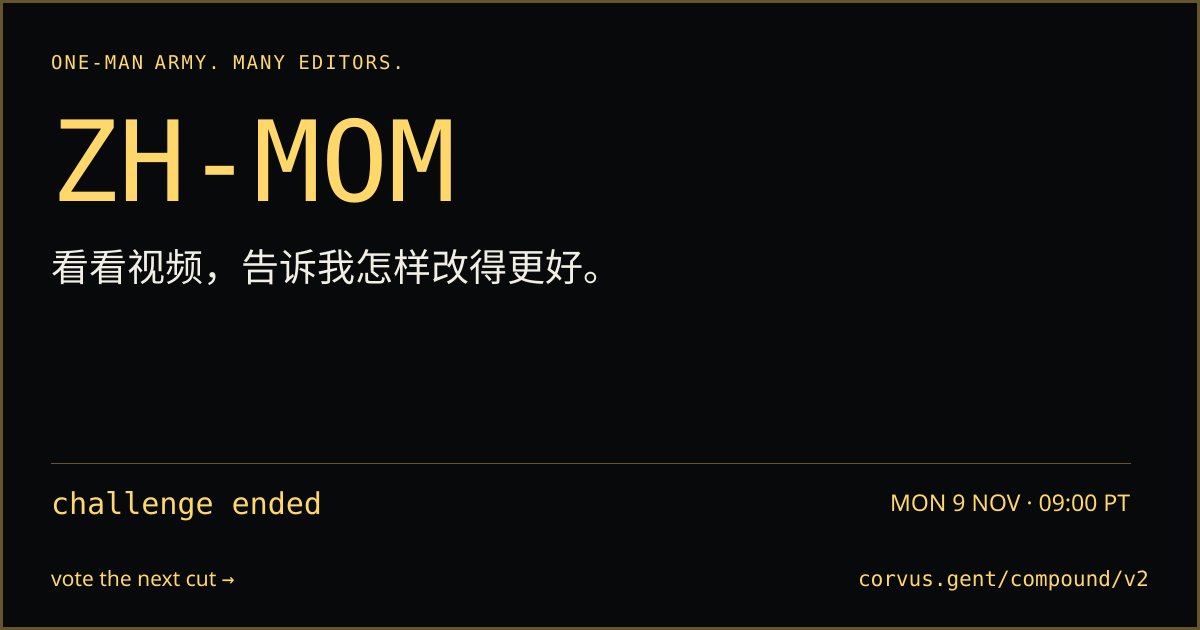 ONE-MAN ARMY. MANY EDITORS.
ZH-MOM
看看视频，告诉我怎样改得更好。
challenge ended
MON 9 NOV · 09:00 PT
vote the next cut →
corvus.gent/compound/v2